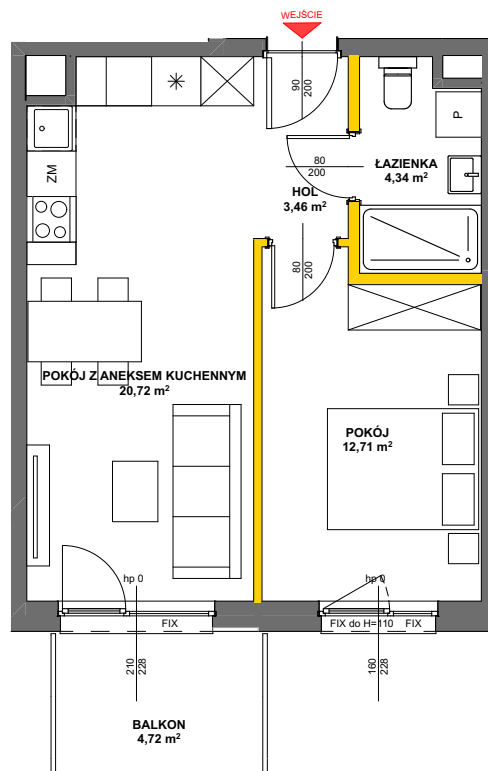 WEJŚCIE
90
200
P
ZM
80
200
ŁAZIENKA
4,34 m²
HOL
3,46 m²
80
200
POKÓJ Z ANEKSEM KUCHENNYM
20,72 m²
POKÓJ
12,71 m²
hp 0
hp 0
FIX
FIX do H=110
FIX
210
228
160
228
BALKON
4,72 m²